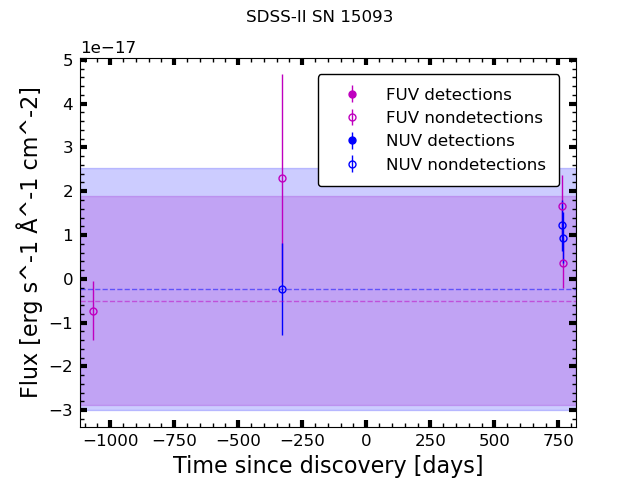 SDSS-II SN 15093
1e−17
5
4
3
2
1
0
−1
−2
−3
Flux [erg s^-1 Å^-1 cm^-2]
FUV detections
FUV nondetections
NUV detections
NUV nondetections
−1000 −750 −500 −250 0 250 500 750
Time since discovery [days]